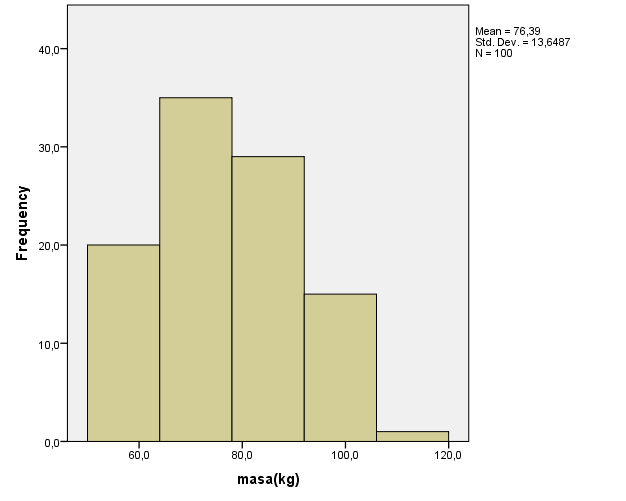 Mean = 76,39
Std. Dev. = 13,6487
N = 100
40,0
30,0
20,0
10,0
0,0
Frequency
60,0
80,0
100,0
120,0
masa(kg)